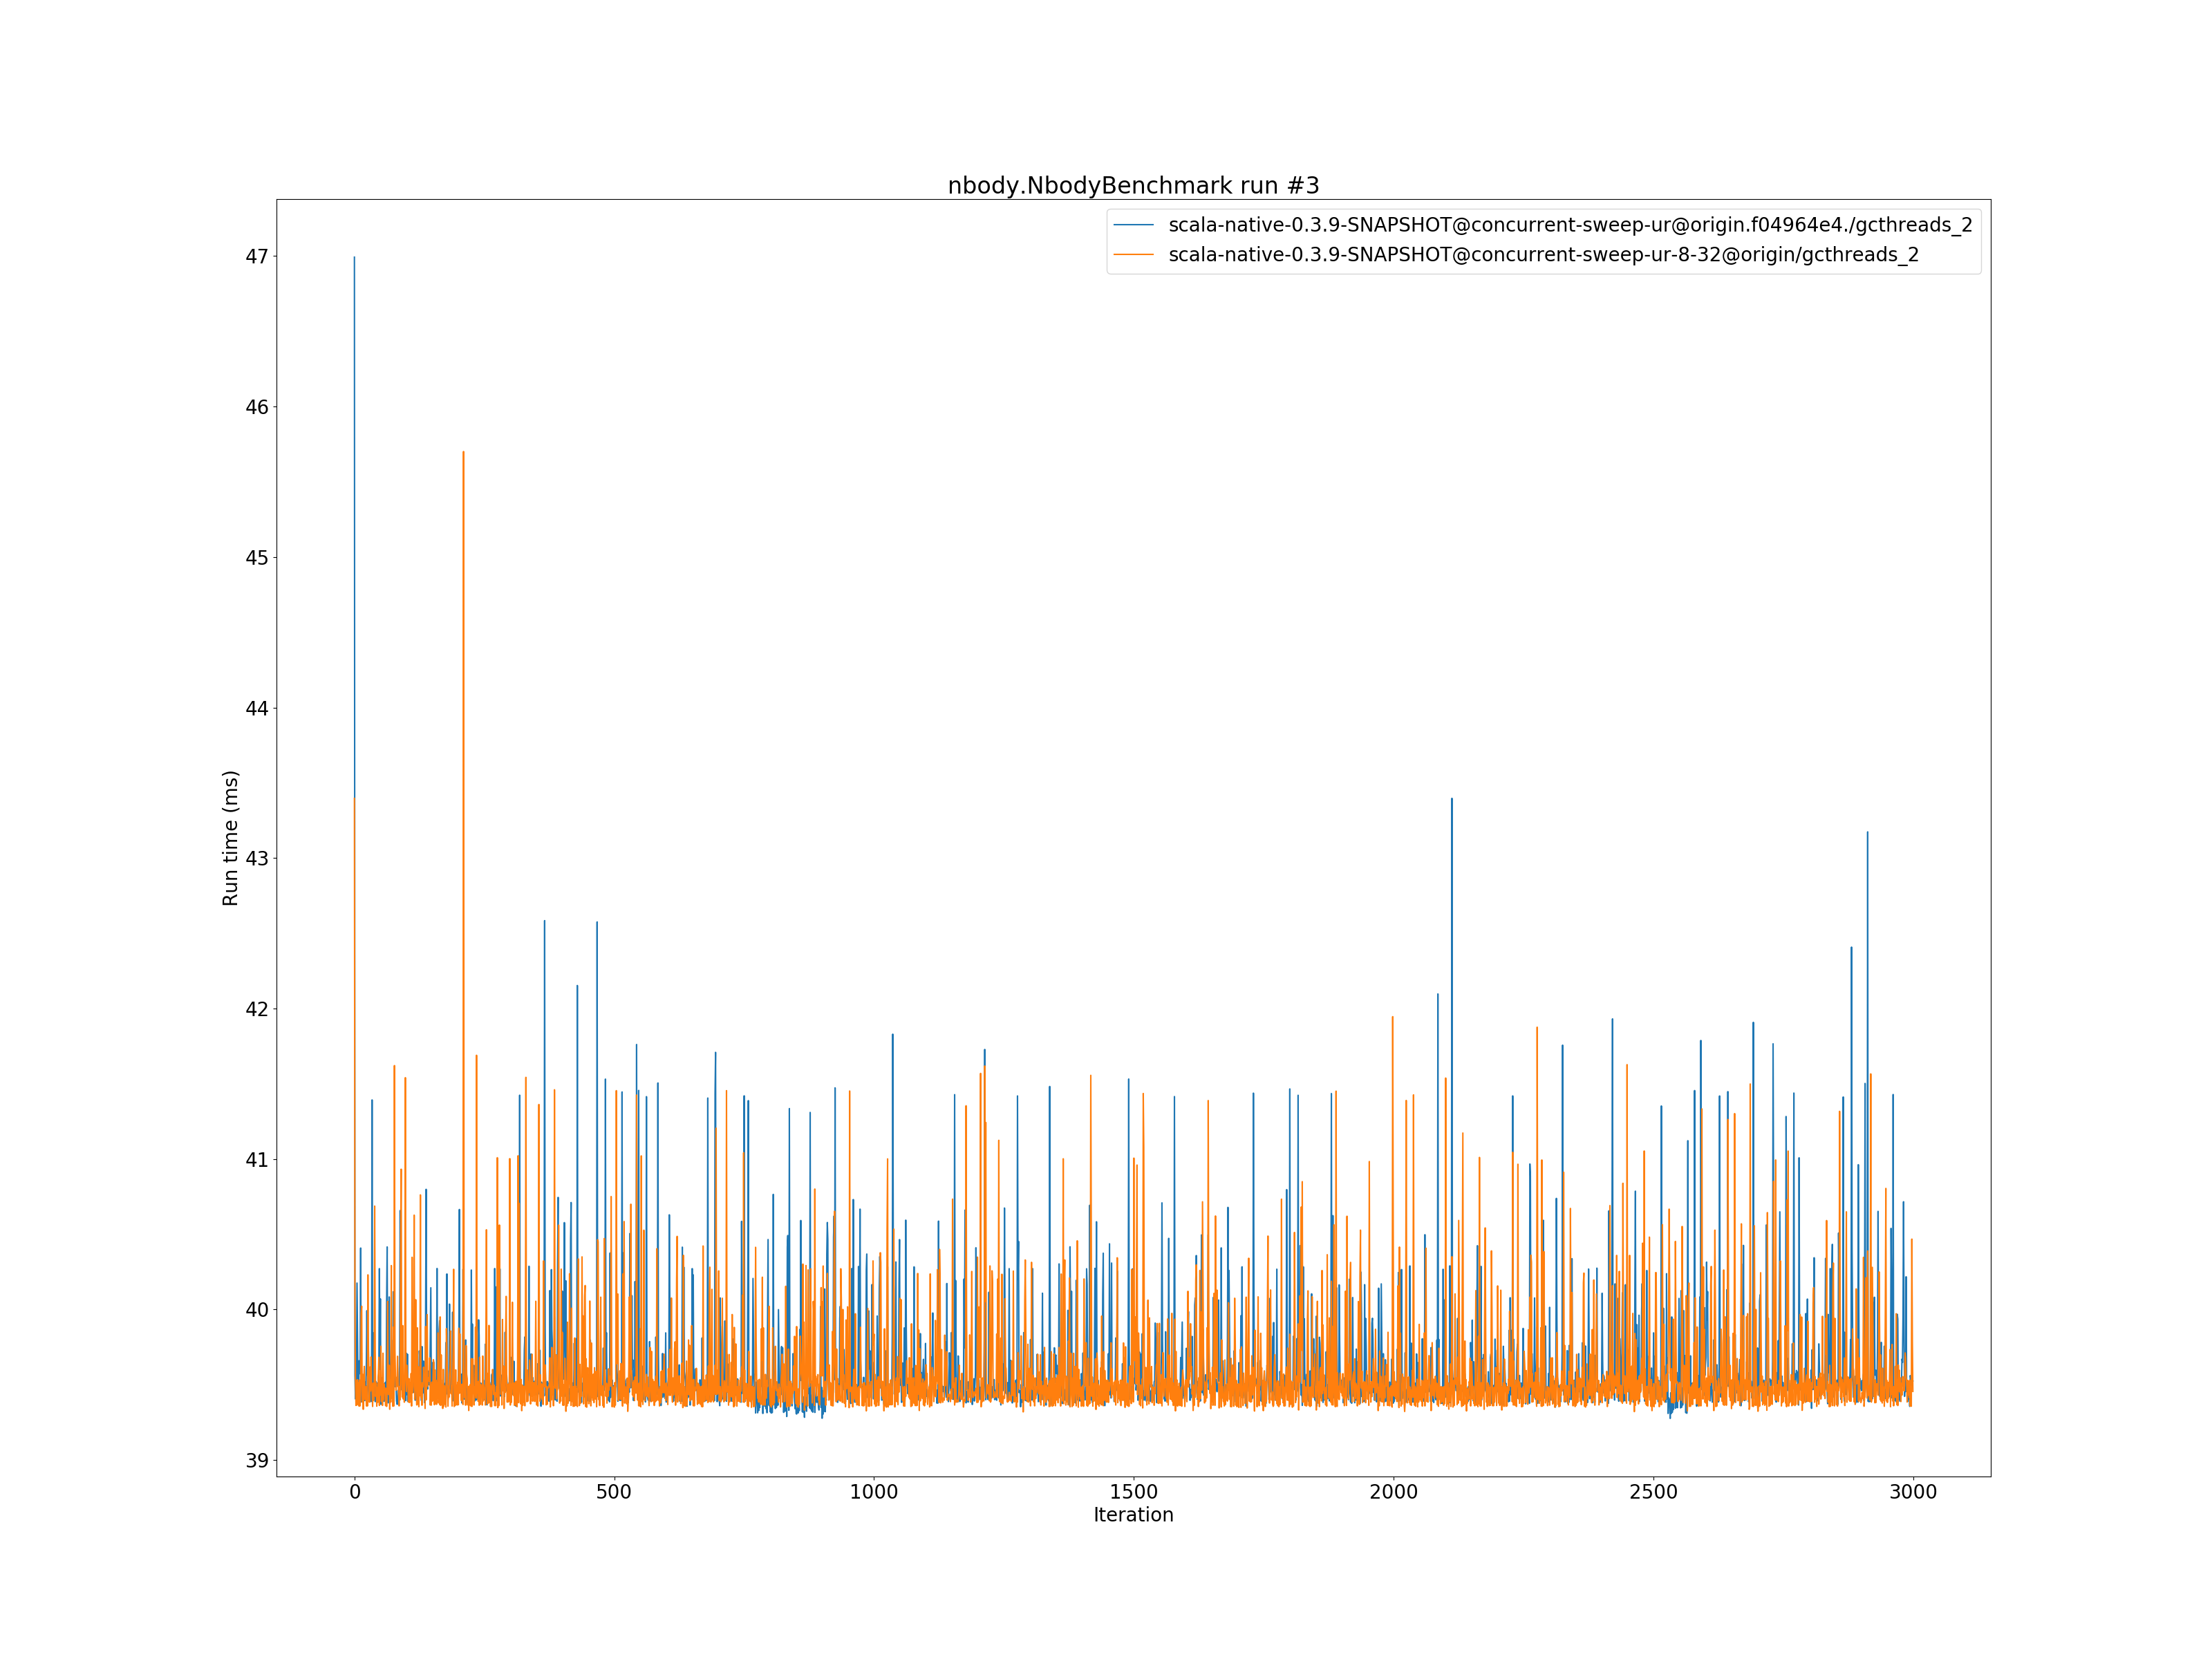 nbody.NbodyBenchmark run #3
scala-native-0.3.9-SNAPSHOT@concurrent-sweep-ur@origin.f04964e4./gcthreads_2
scala-native-0.3.9-SNAPSHOT@concurrent-sweep-ur-8-32@origin/gcthreads_2
47
46
45
44
43
42
41
40
39
Run time (ms)
0 500 1000 1500 2000 2500 3000
Iteration